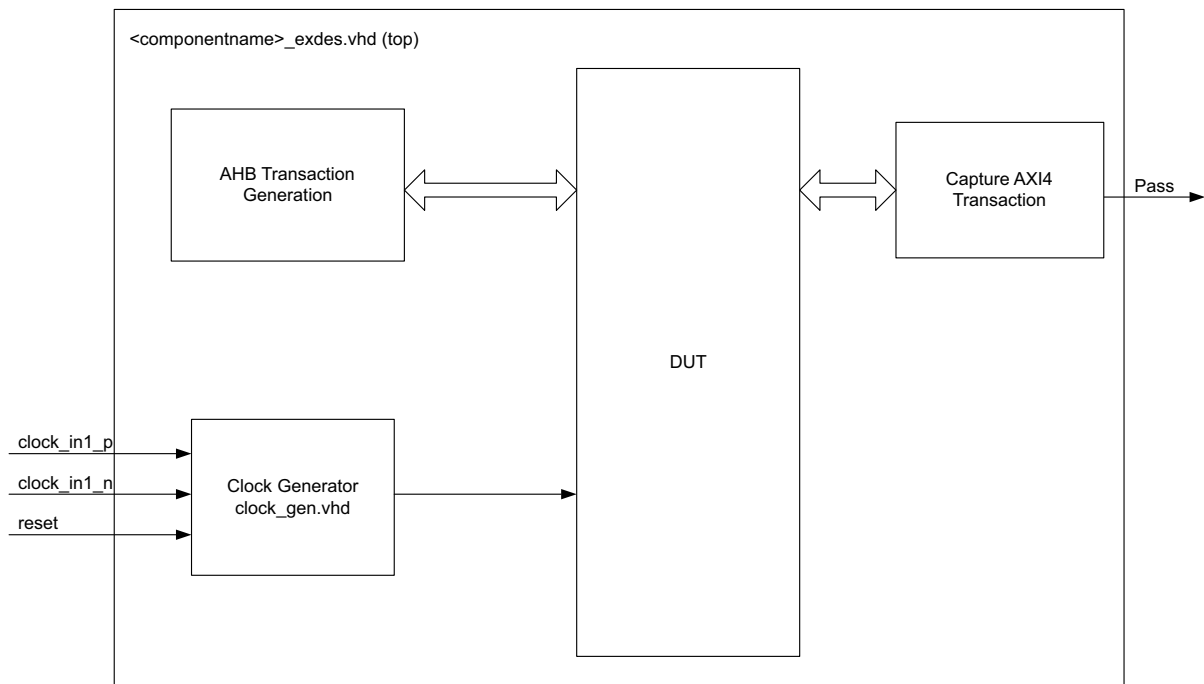 <componentname>_exdes.vhd (top)
AHB Transaction
Generation
Capture AXI4
Transaction
Pass
DUT
clock_in1_p
clock_in1_n
reset
Clock Generator
clock_gen.vhd